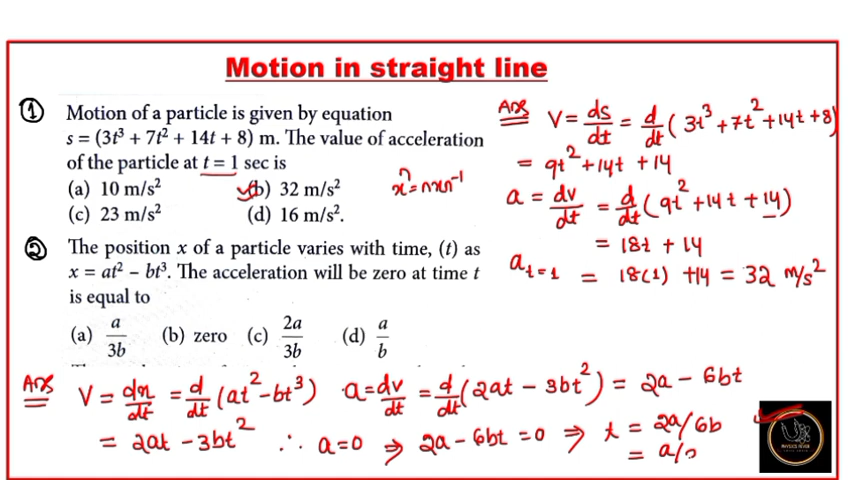 Motion in straight line
① Motion of a particle is given by equation
s = (3t³ + 7t² + 14t + 8) m. The value of acceleration
of the particle at t = 1 sec is
(a) 10 m/s² (b) 32 m/s²
(c) 23 m/s² (d) 16 m/s².
xⁿ = nxⁿ⁻¹
Ans V = ds/dt = d/dt (3t³ + 7t² + 14t + 8)
= 9t² + 14t + 14
a = dv/dt = d/dt (9t² + 14t + 14)
= 18t + 14
a t=1 = 18(1) + 14 = 32 m/s²
② The position x of a particle varies with time, (t) as
x = at² − bt³. The acceleration will be zero at time t
is equal to
(a) a/3b (b) zero (c) 2a/3b (d) a/b
Ans V = dx/dt = d/dt (at² − bt³) a = dv/dt = d/dt (2at − 3bt²) = 2a − 6bt
= 2at − 3bt² ∴ a=0 ⇒ 2a − 6bt = 0 ⇒ t = 2a/6b
= a/3
PHYSICS FEVER